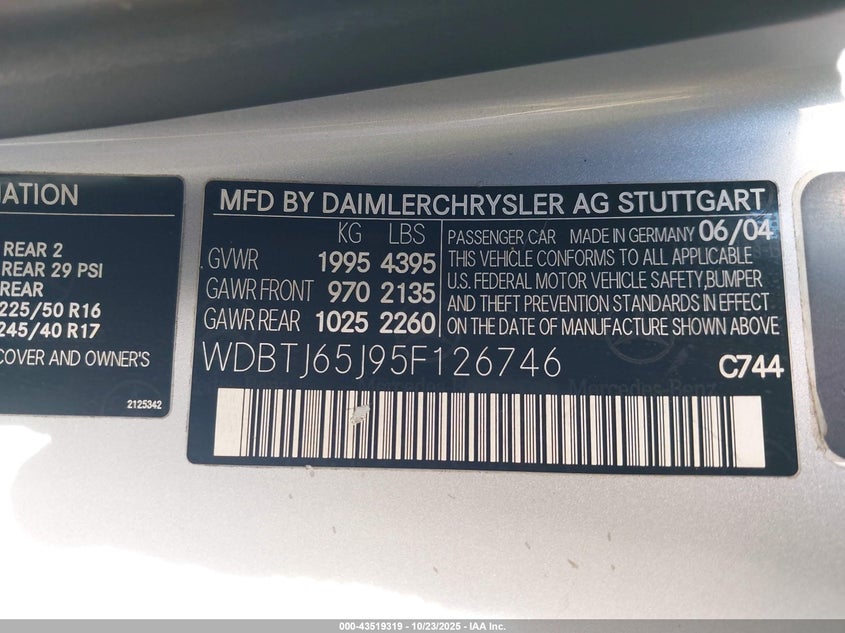 MATION
REAR 2
REAR 29 PSI
REAR
225/50 R16
245/40 R17
COVER AND OWNER'S
2125342
MFD BY DAIMLERCHRYSLER AG STUTTGART
KG LBS
GVWR 1995 4395
GAWR FRONT 970 2135
GAWR REAR 1025 2260
PASSENGER CAR MADE IN GERMANY 06/04
THIS VEHICLE CONFORMS TO ALL APPLICABLE
U.S. FEDERAL MOTOR VEHICLE SAFETY,BUMPER
AND THEFT PREVENTION STANDARDS IN EFFECT
ON THE DATE OF MANUFACTURE SHOWN ABOVE
WDBTJ65J95F126746
C744
Mercedes-Benz
000-43519319 | 10/23/2025 - IAA Inc.